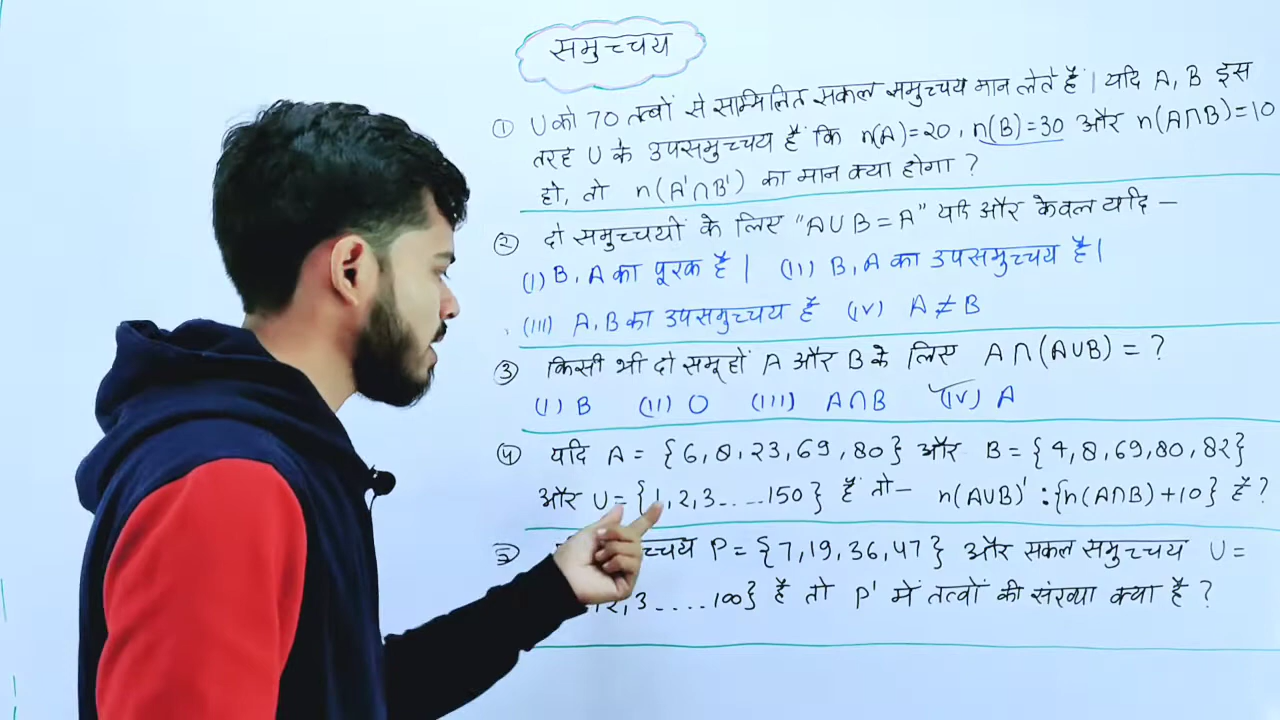 समुच्चय
① U को 70 तत्वों से सम्मिलित सकल समुच्चय मान लेते हैं। यदि A, B इस
तरह U के उपसमुच्चय हैं कि n(A)=20, n(B)=30 और n(A∩B)=10
हो, तो n(A'∩B') का मान क्या होगा ?
② दो समुच्चयों के लिए "A∪B=A" यदि और केवल यदि –
(i) B, A का पूरक है। (ii) B, A का उपसमुच्चय है।
(iii) A, B का उपसमुच्चय है (iv) A ≠ B
③ किसी भी दो समूहों A और B के लिए A∩(A∪B) = ?
(i) B (ii) O (iii) A∩B (iv) A
④ यदि A = {6, 8, 23, 69, 80} और B = {4, 8, 69, 80, 82}
और U = {1, 2, 3.....150} हैं तो– n(A∪B)' : {n(A∩B)+10} है ?
च्चय P = {7, 19, 36, 47} और सकल समुच्चय U =
2, 3.....100} है तो P' में तत्वों की संख्या क्या है ?